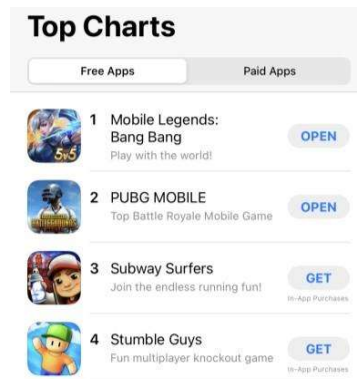 Top Charts
Free Apps
Paid Apps
1
Mobile Legends:
Bang Bang
Play with the world!
OPEN
5v5
2
PUBG MOBILE
Top Battle Royale Mobile Game
OPEN
3
Subway Surfers
Join the endless running fun!
GET
In-App Purchases
4
Stumble Guys
Fun multiplayer knockout game
GET
In-App Purchases